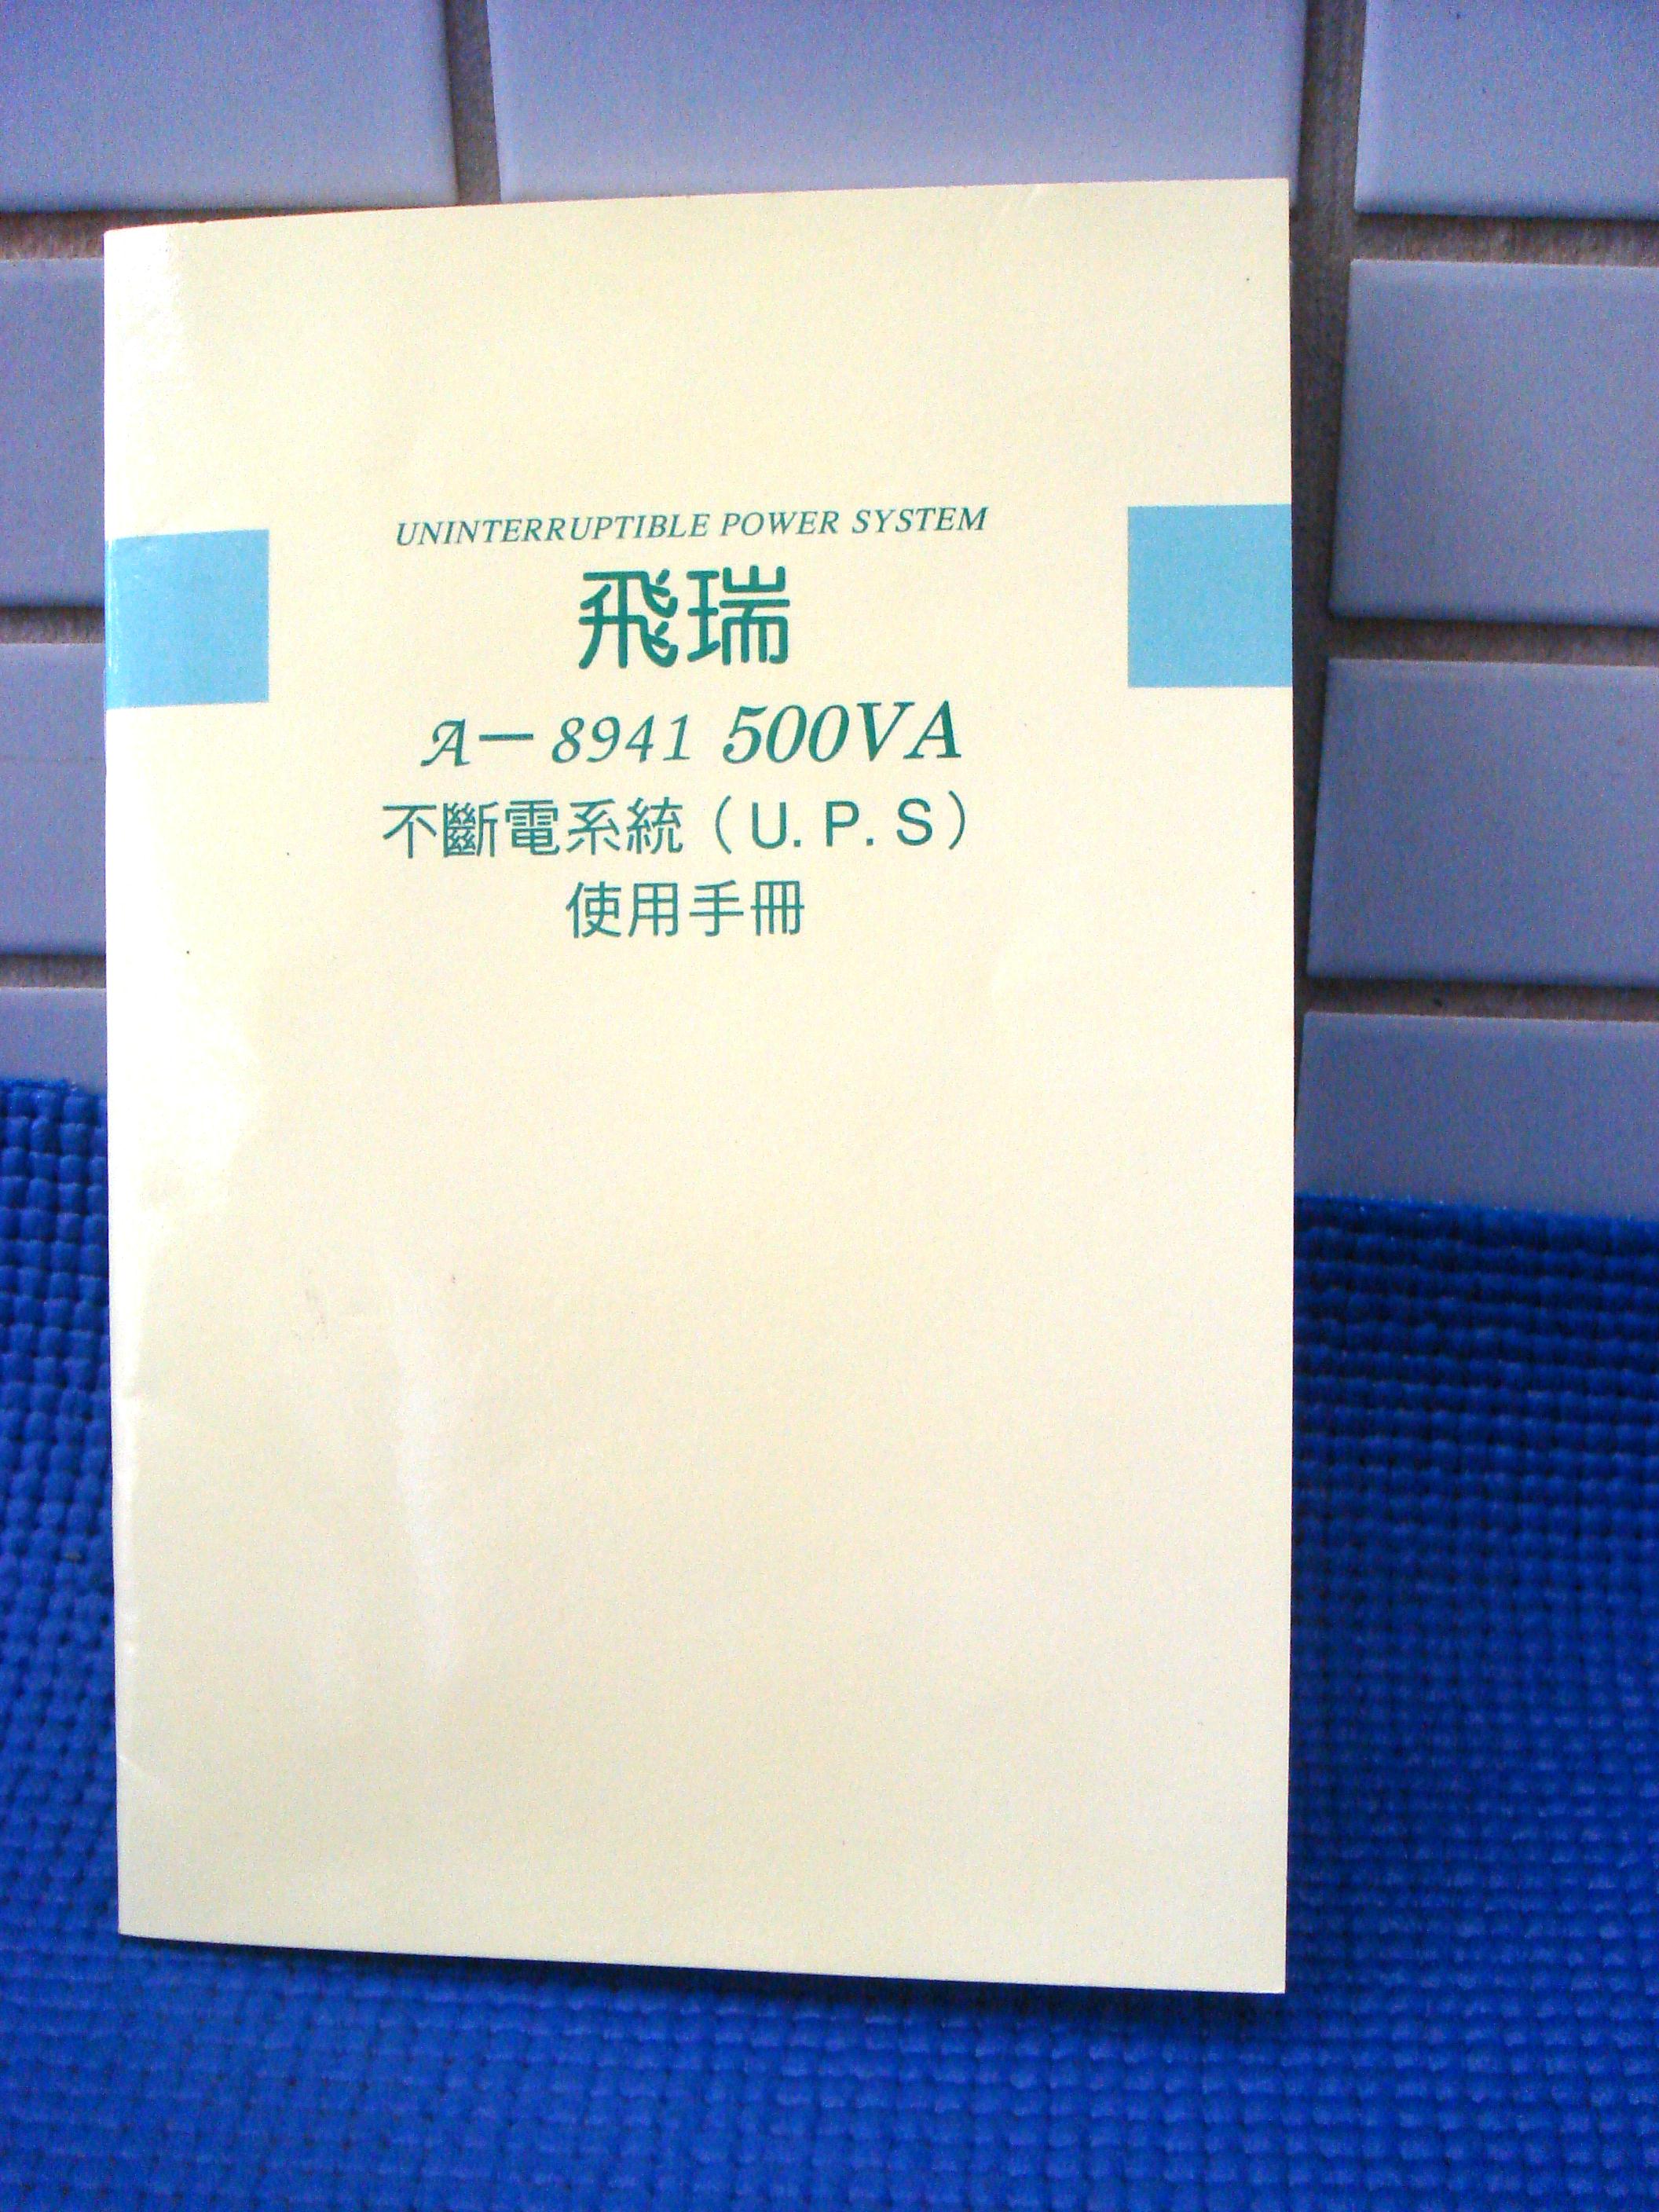 UNINTERRUPTIBLE POWER SYSTEM
飛瑞
A－8941 500VA
不斷電系統（U.P.S）
使用手冊